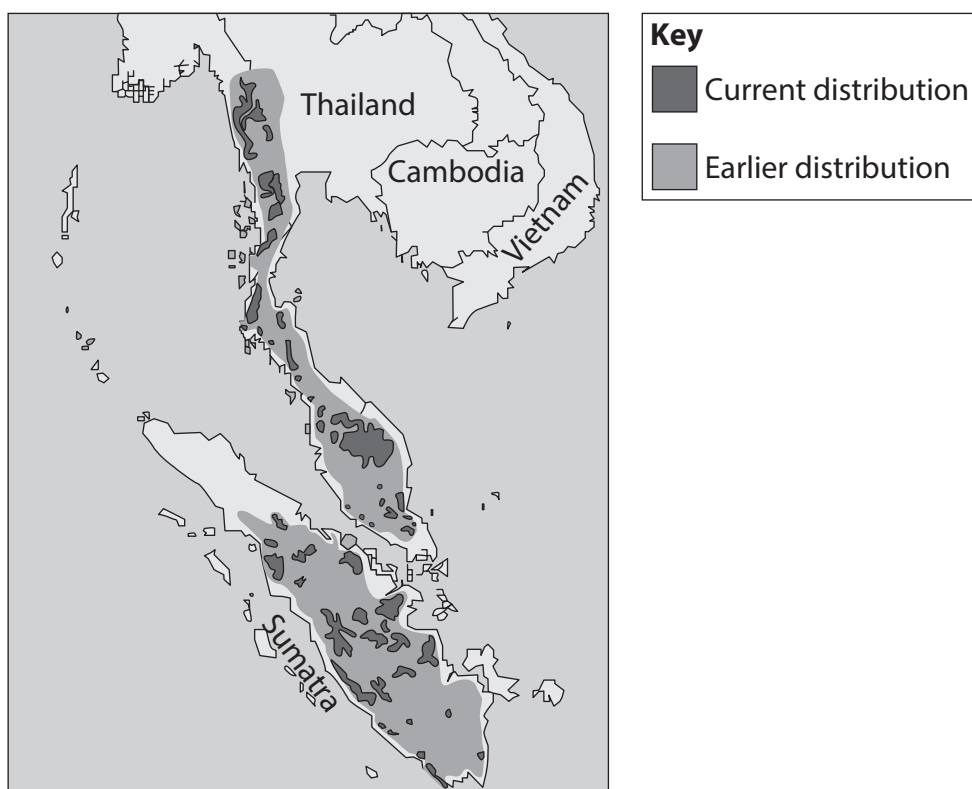 Thailand
Cambodia
Vietnam
Sumatra
Key
Current distribution
Earlier distribution